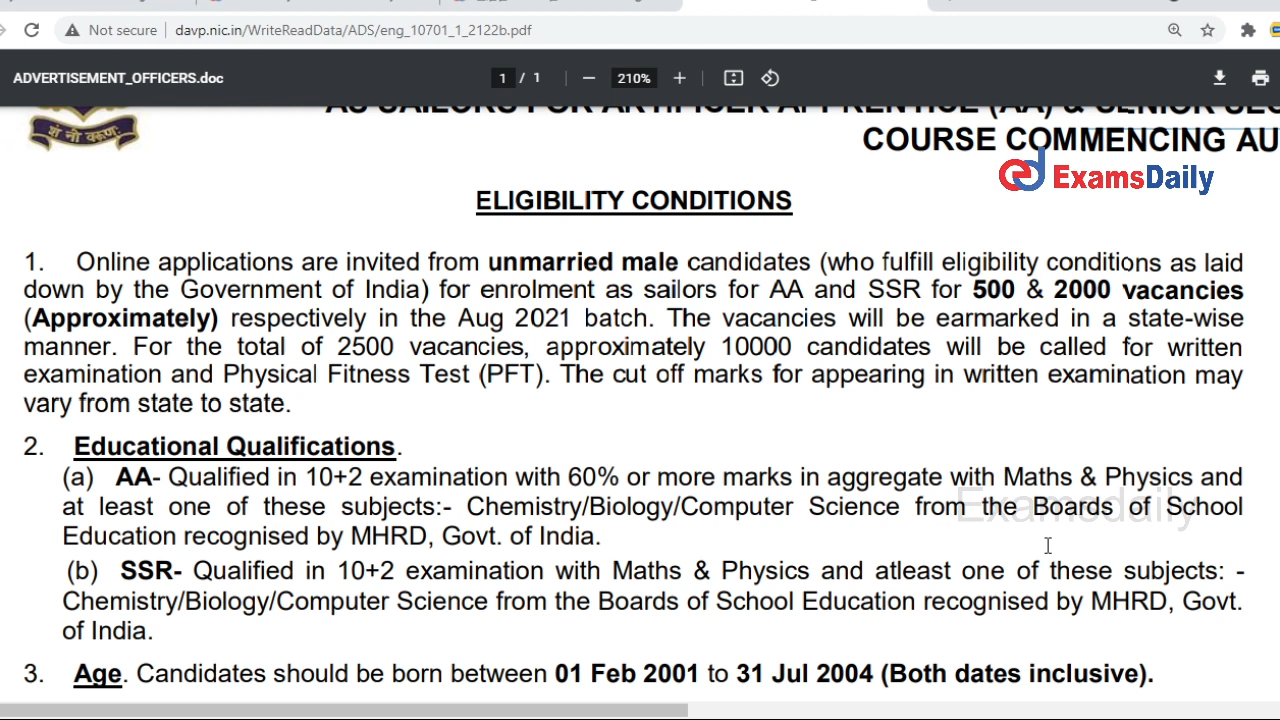 Not secure | davp.nic.in/WriteReadData/ADS/eng_10701_1_2122b.pdf
ADVERTISEMENT_OFFICERS.doc 1 / 1 210%
AS SAILORS FOR ARTIFICER APPRENTICE (AA) & SENIOR SEC
शं नो वरुणः
COURSE COMMENCING AU
ExamsDaily
ELIGIBILITY CONDITIONS
1. Online applications are invited from unmarried male candidates (who fulfill eligibility conditions as laid
down by the Government of India) for enrolment as sailors for AA and SSR for 500 & 2000 vacancies
(Approximately) respectively in the Aug 2021 batch. The vacancies will be earmarked in a state-wise
manner. For the total of 2500 vacancies, approximately 10000 candidates will be called for written
examination and Physical Fitness Test (PFT). The cut off marks for appearing in written examination may
vary from state to state.
2. Educational Qualifications.
(a) AA- Qualified in 10+2 examination with 60% or more marks in aggregate with Maths & Physics and
at least one of these subjects:- Chemistry/Biology/Computer Science from the Boards of School
Examsdaily
Education recognised by MHRD, Govt. of India.
(b) SSR- Qualified in 10+2 examination with Maths & Physics and atleast one of these subjects: -
Chemistry/Biology/Computer Science from the Boards of School Education recognised by MHRD, Govt.
of India.
3. Age. Candidates should be born between 01 Feb 2001 to 31 Jul 2004 (Both dates inclusive).